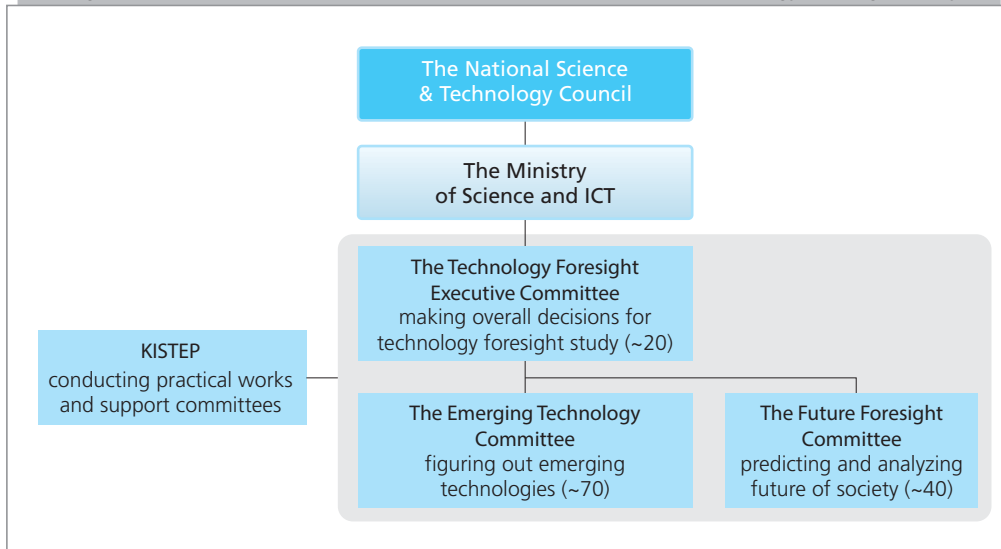 The National Science
& Technology Council
The Ministry
of Science and ICT
The Technology Foresight
Executive Committee
making overall decisions for
technology foresight study (~20)
KISTEP
conducting practical works
and support committees
The Emerging Technology
Committee
figuring out emerging
technologies (~70)
The Future Foresight
Committee
predicting and analyzing
future of society (~40)